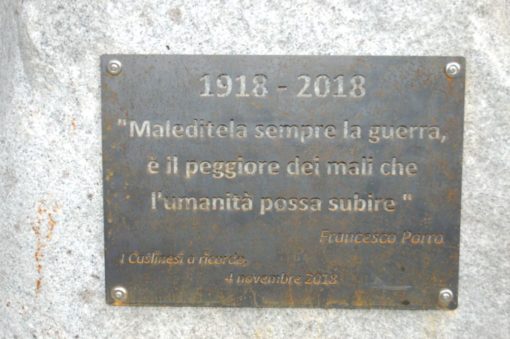 1918 - 2018
"Maleditela sempre la guerra,
è il peggiore dei mali che
l'umanità possa subire "
Francesco Parro
I Caslinesi a ricordo,
4 novembre 2018